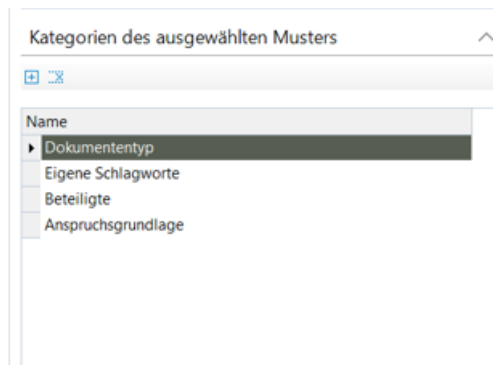 Kategorien des ausgewählten Musters
Name
Dokumententyp
Eigene Schlagworte
Beteiligte
Anspruchsgrundlage